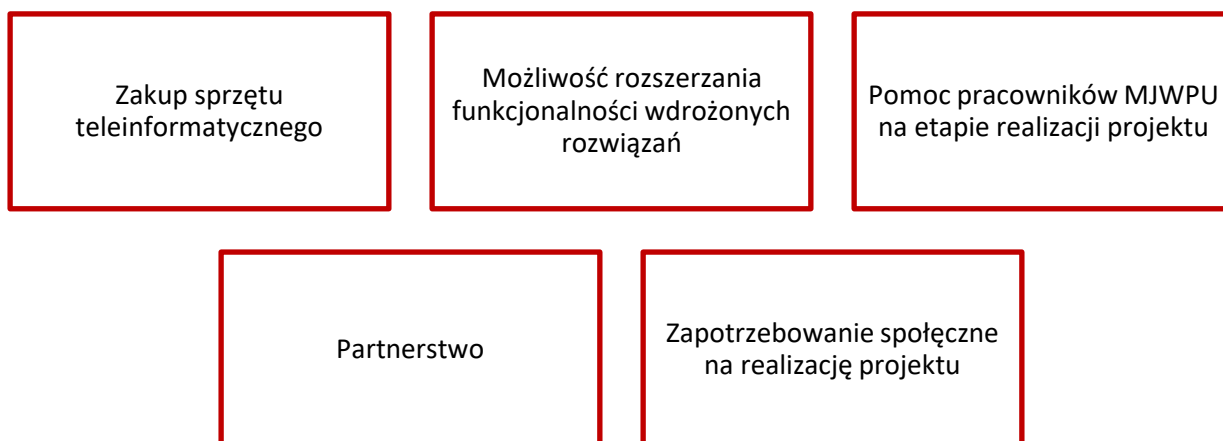 Zakup sprzętu
teleinformatycznego
Możliwość rozszerzania
funkcjonalności wdrożonych
rozwiązań
Pomoc pracowników MJWPU
na etapie realizacji projektu
Partnerstwo
Zapotrzebowanie społęczne
na realizację projektu